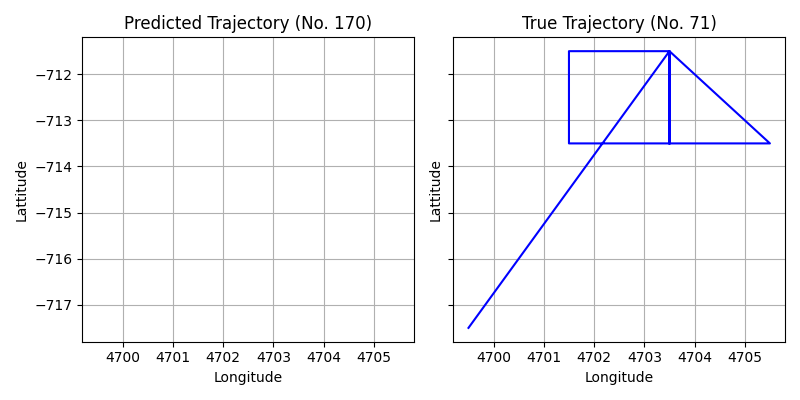 Predicted Trajectory (No. 170)
True Trajectory (No. 71)
−712
−713
−714
−715
−716
−717
Lattitude
Lattitude
4700 4701 4702 4703 4704 4705
Longitude
4700 4701 4702 4703 4704 4705
Longitude